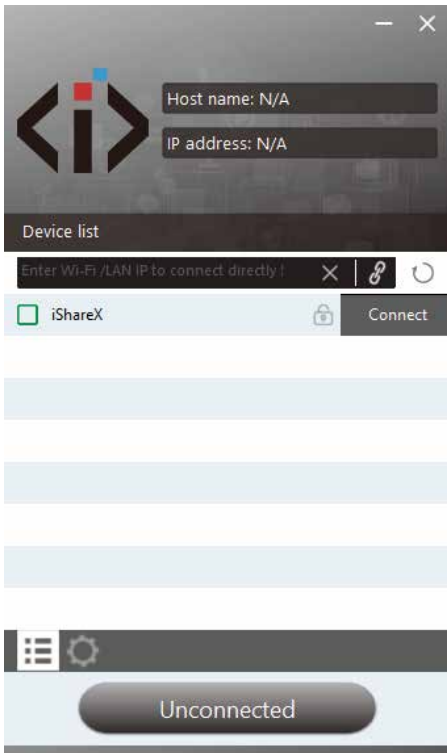 Host name: N/A
IP address: N/A
Device list
Enter Wi-Fi /LAN IP to connect directly !
iShareX
Connect
Unconnected